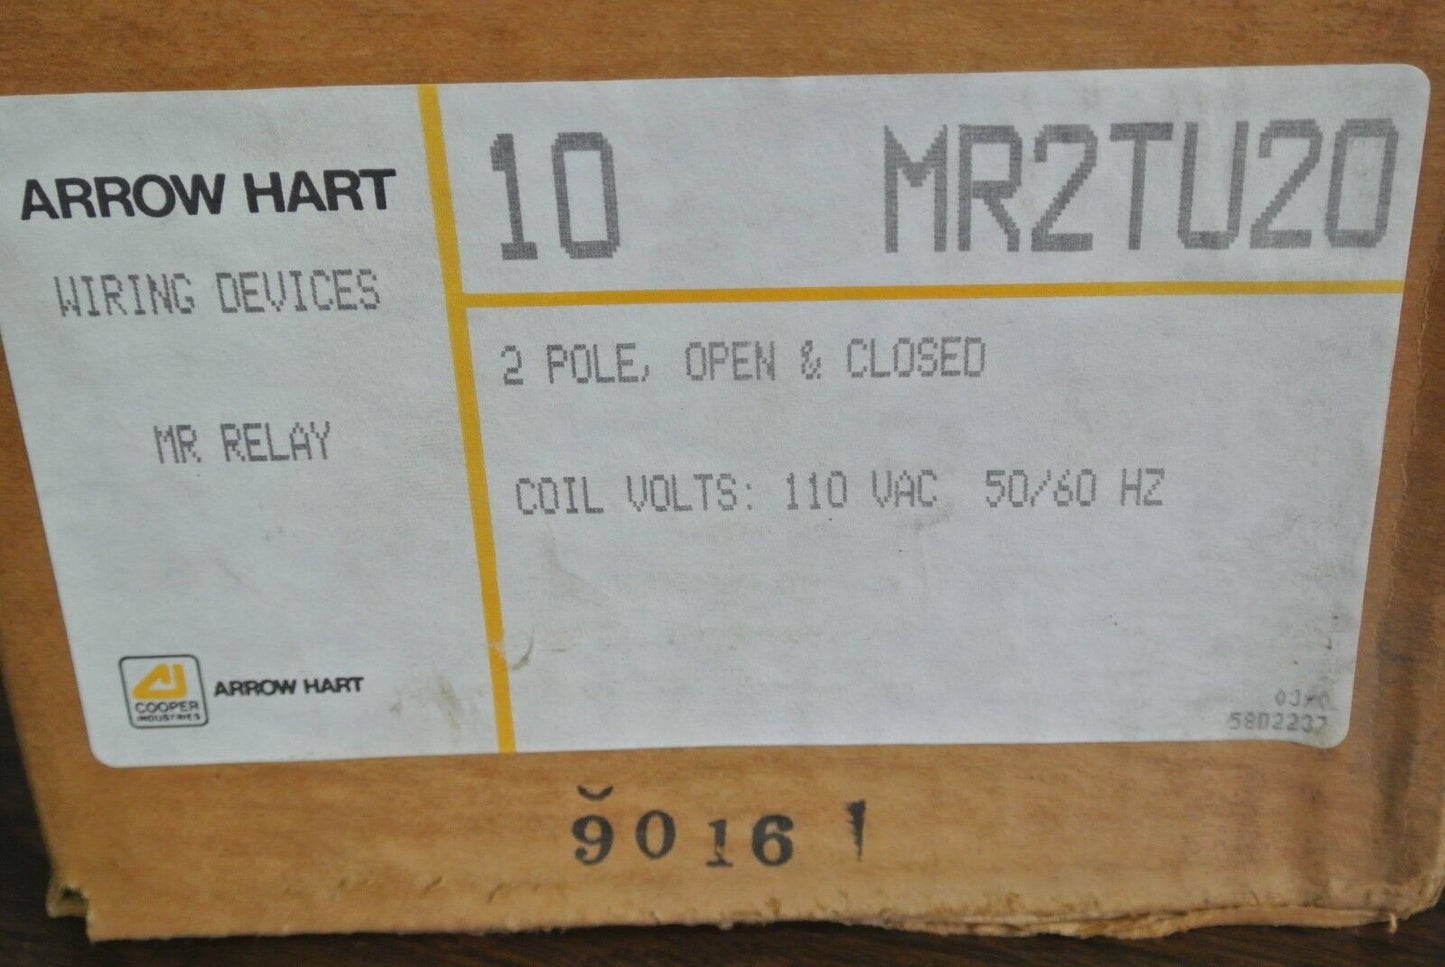 ARROW HART
WIRING DEVICES
MR RELAY
COOPER
INDUSTRIES
ARROW HART
10 MR2TU20
2 POLE, OPEN & CLOSED
COIL VOLTS: 110 VAC 50/60 HZ
9016